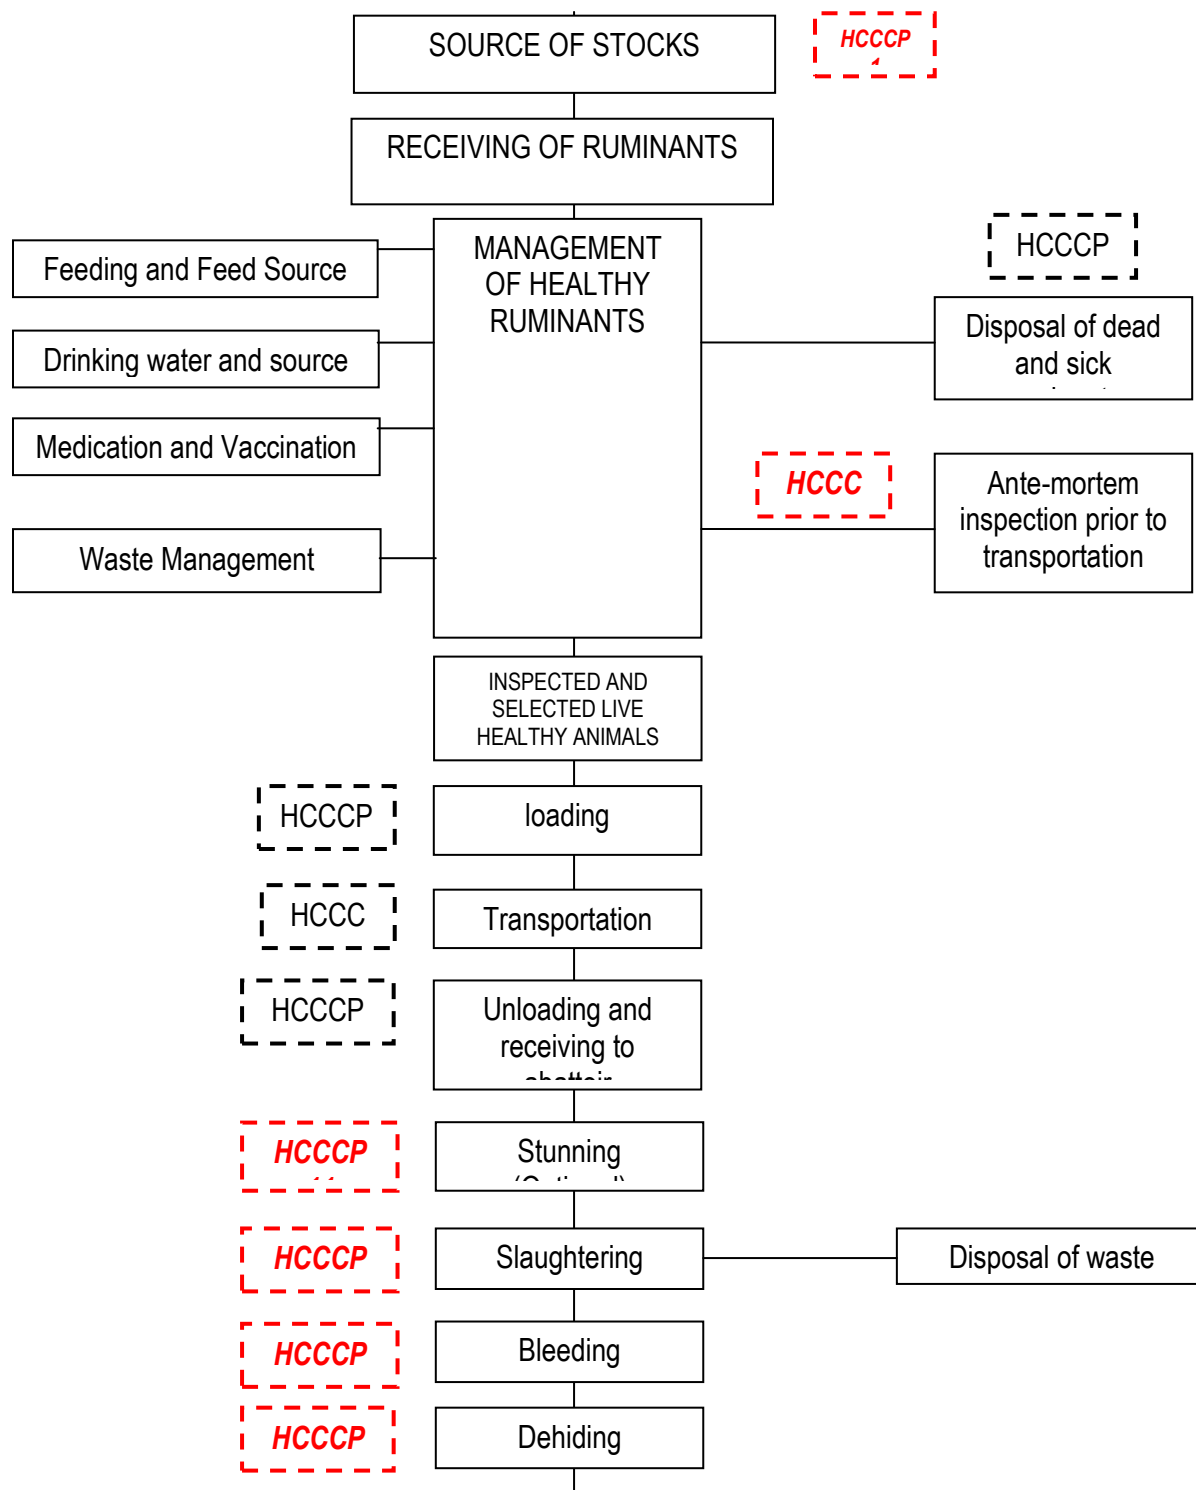 SOURCE OF STOCKS
HCCCP
RECEIVING OF RUMINANTS
MANAGEMENT
OF HEALTHY
RUMINANTS
Feeding and Feed Source
Drinking water and source
Medication and Vaccination
Waste Management
HCCCP
Disposal of dead
and sick
HCCC
Ante-mortem
inspection prior to
transportation
INSPECTED AND
SELECTED LIVE
HEALTHY ANIMALS
HCCCP
loading
HCCC
Transportation
HCCCP
Unloading and
receiving to
abattoir
HCCCP
Stunning
(Optional)
HCCCP
Slaughtering
Disposal of waste
HCCCP
Bleeding
HCCCP
Dehiding